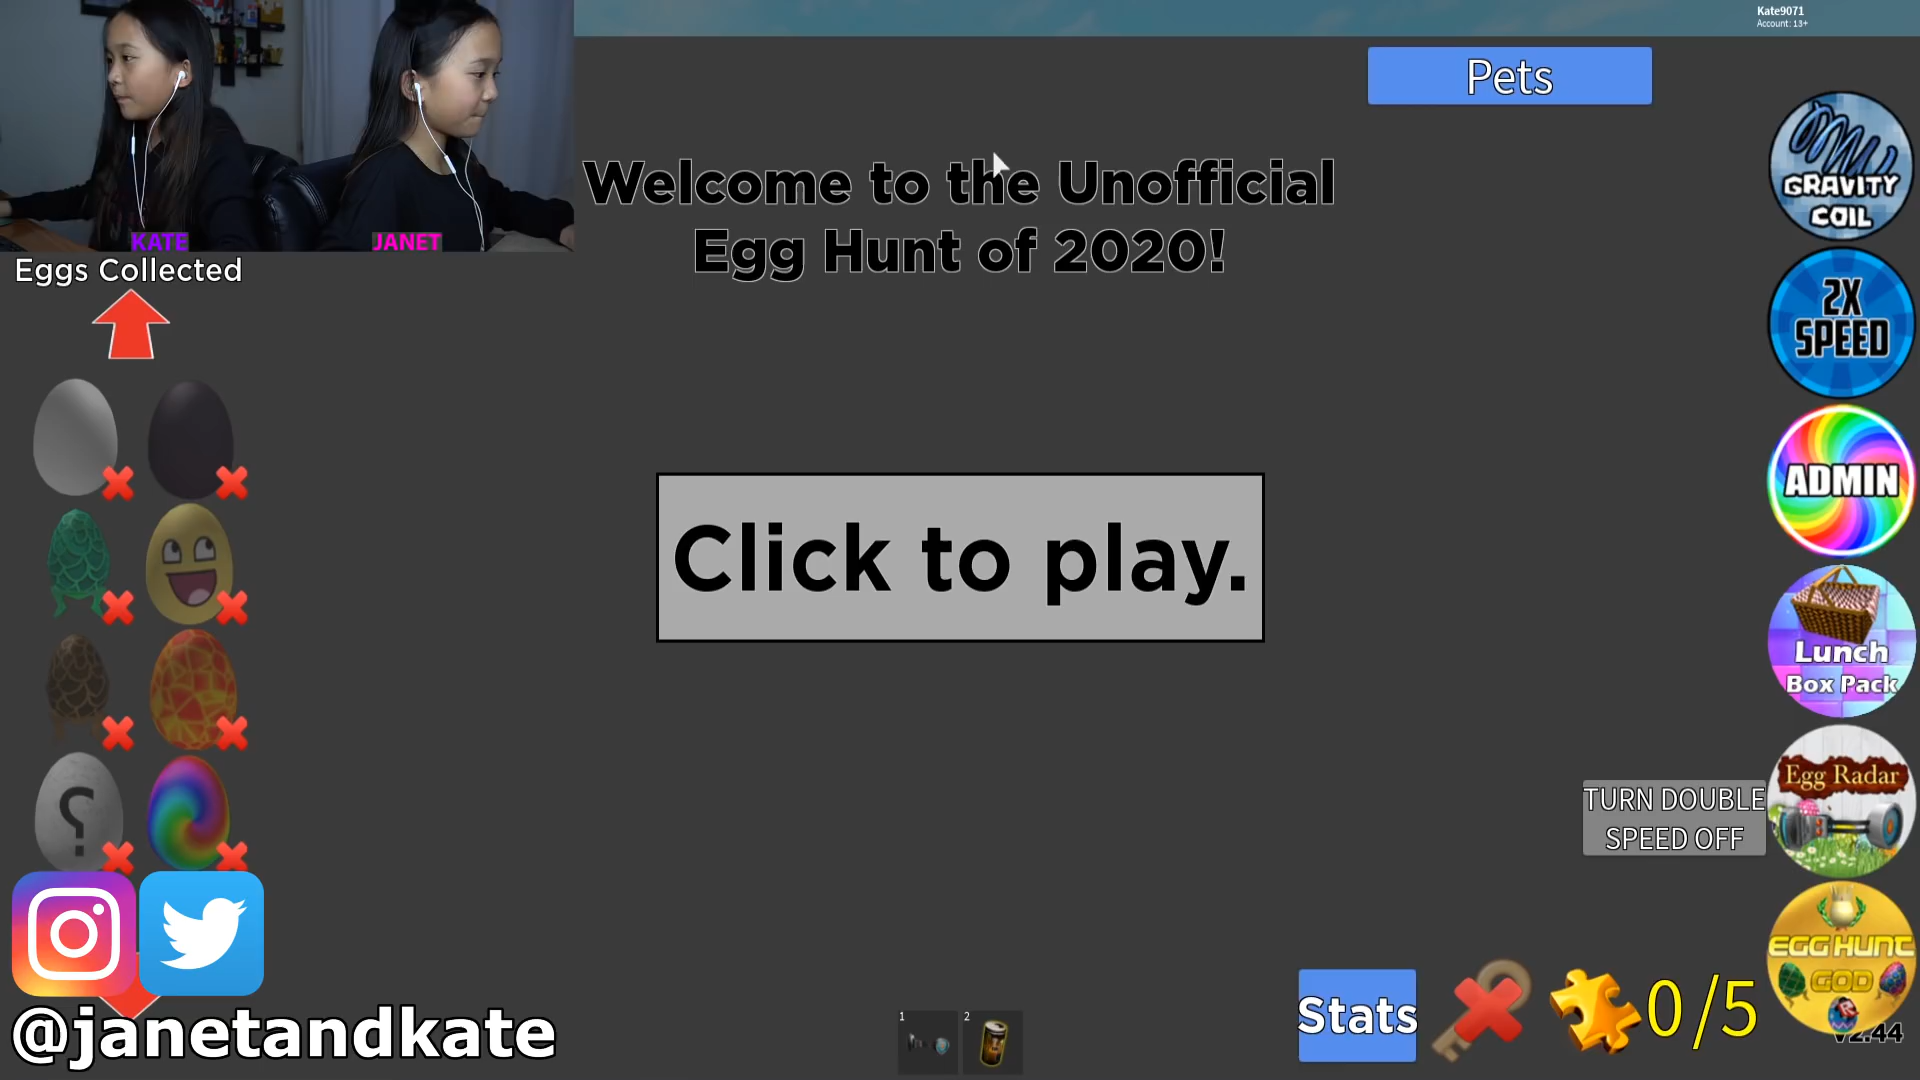 Kate9071
Account: 13+
Pets
KATE
JANET
Welcome to the Unofficial
Egg Hunt of 2020!
Eggs Collected
GRAVITY
COIL
2X
SPEED
ADMIN
Click to play.
Lunch
Box Pack
Egg Radar
TURN DOUBLE
SPEED OFF
?
EGG HUNT
GOD
V2.44
Stats
0/5
1
2
@janetandkate